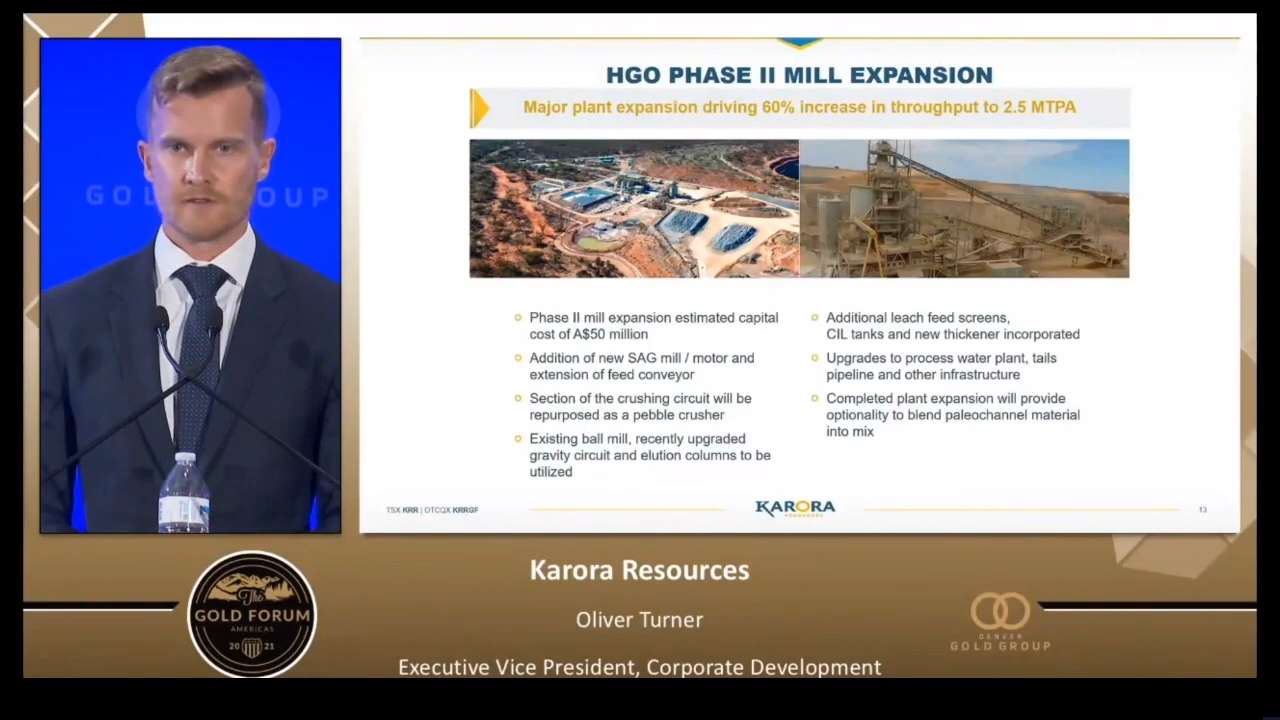 GOLD GROUP
HGO PHASE II MILL EXPANSION
Major plant expansion driving 60% increase in throughput to 2.5 MTPA
Phase II mill expansion estimated capital
cost of A$50 million
Addition of new SAG mill / motor and
extension of feed conveyor
Section of the crushing circuit will be
repurposed as a pebble crusher
Existing ball mill, recently upgraded
gravity circuit and elution columns to be
utilized
Additional leach feed screens,
CIL tanks and new thickener incorporated
Upgrades to process water plant, tails
pipeline and other infrastructure
Completed plant expansion will provide
optionality to blend paleochannel material
into mix
TSX KRR | OTCQX KRRGF
KARORA
RESOURCES
13
Karora Resources
Oliver Turner
Executive Vice President, Corporate Development
The
GOLD FORUM
AMERICAS
20 21
DENVER
GOLD GROUP